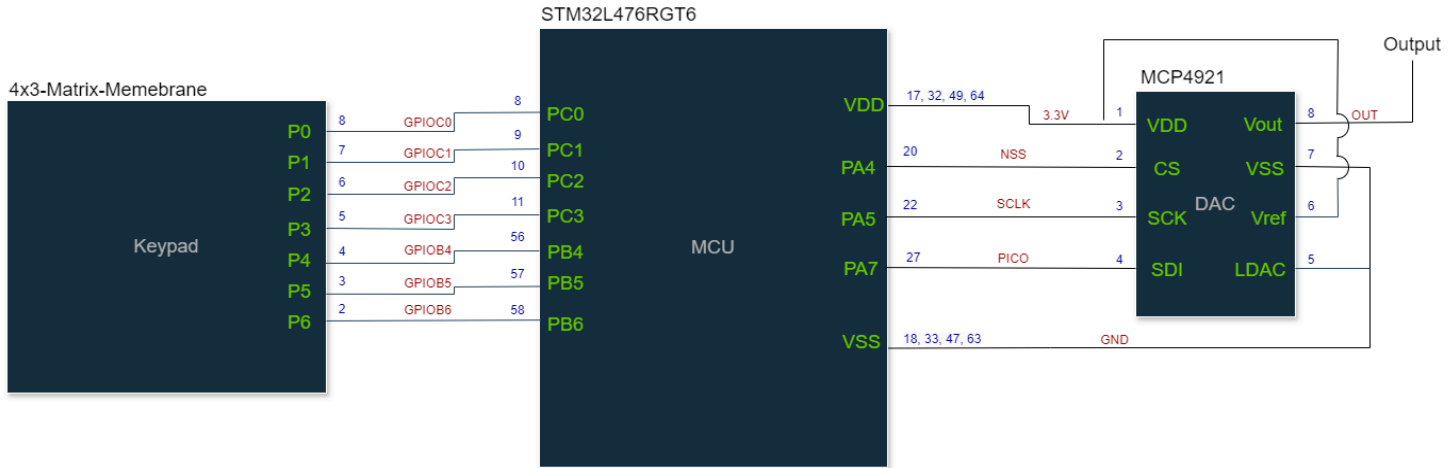 STM32L476RGT6
4x3-Matrix-Memebrane
Keypad
P0 8 GPIOC0 8 PC0
P1 7 GPIOC1 9 PC1
P2 6 GPIOC2 10 PC2
P3 5 GPIOC3 11 PC3
P4 4 GPIOB4 56 PB4
P5 3 GPIOB5 57 PB5
P6 2 GPIOB6 58 PB6
MCU
VDD 17, 32, 49, 64 3.3V 1 VDD
PA4 20 NSS 2 CS
PA5 22 SCLK 3 SCK
PA7 27 PICO 4 SDI
VSS 18, 33, 47, 63 GND
MCP4921
DAC
Vout 8 OUT
VSS 7
Vref 6
LDAC 5
Output